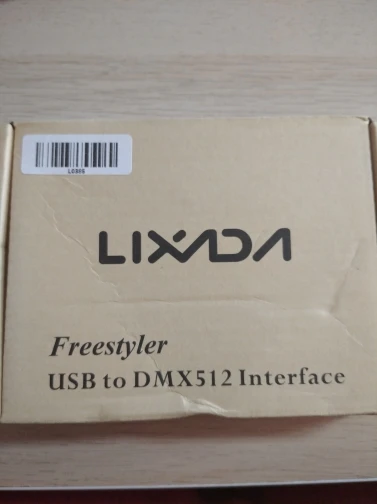 LIXADA
Freestyler
USB to DMX512 Interface